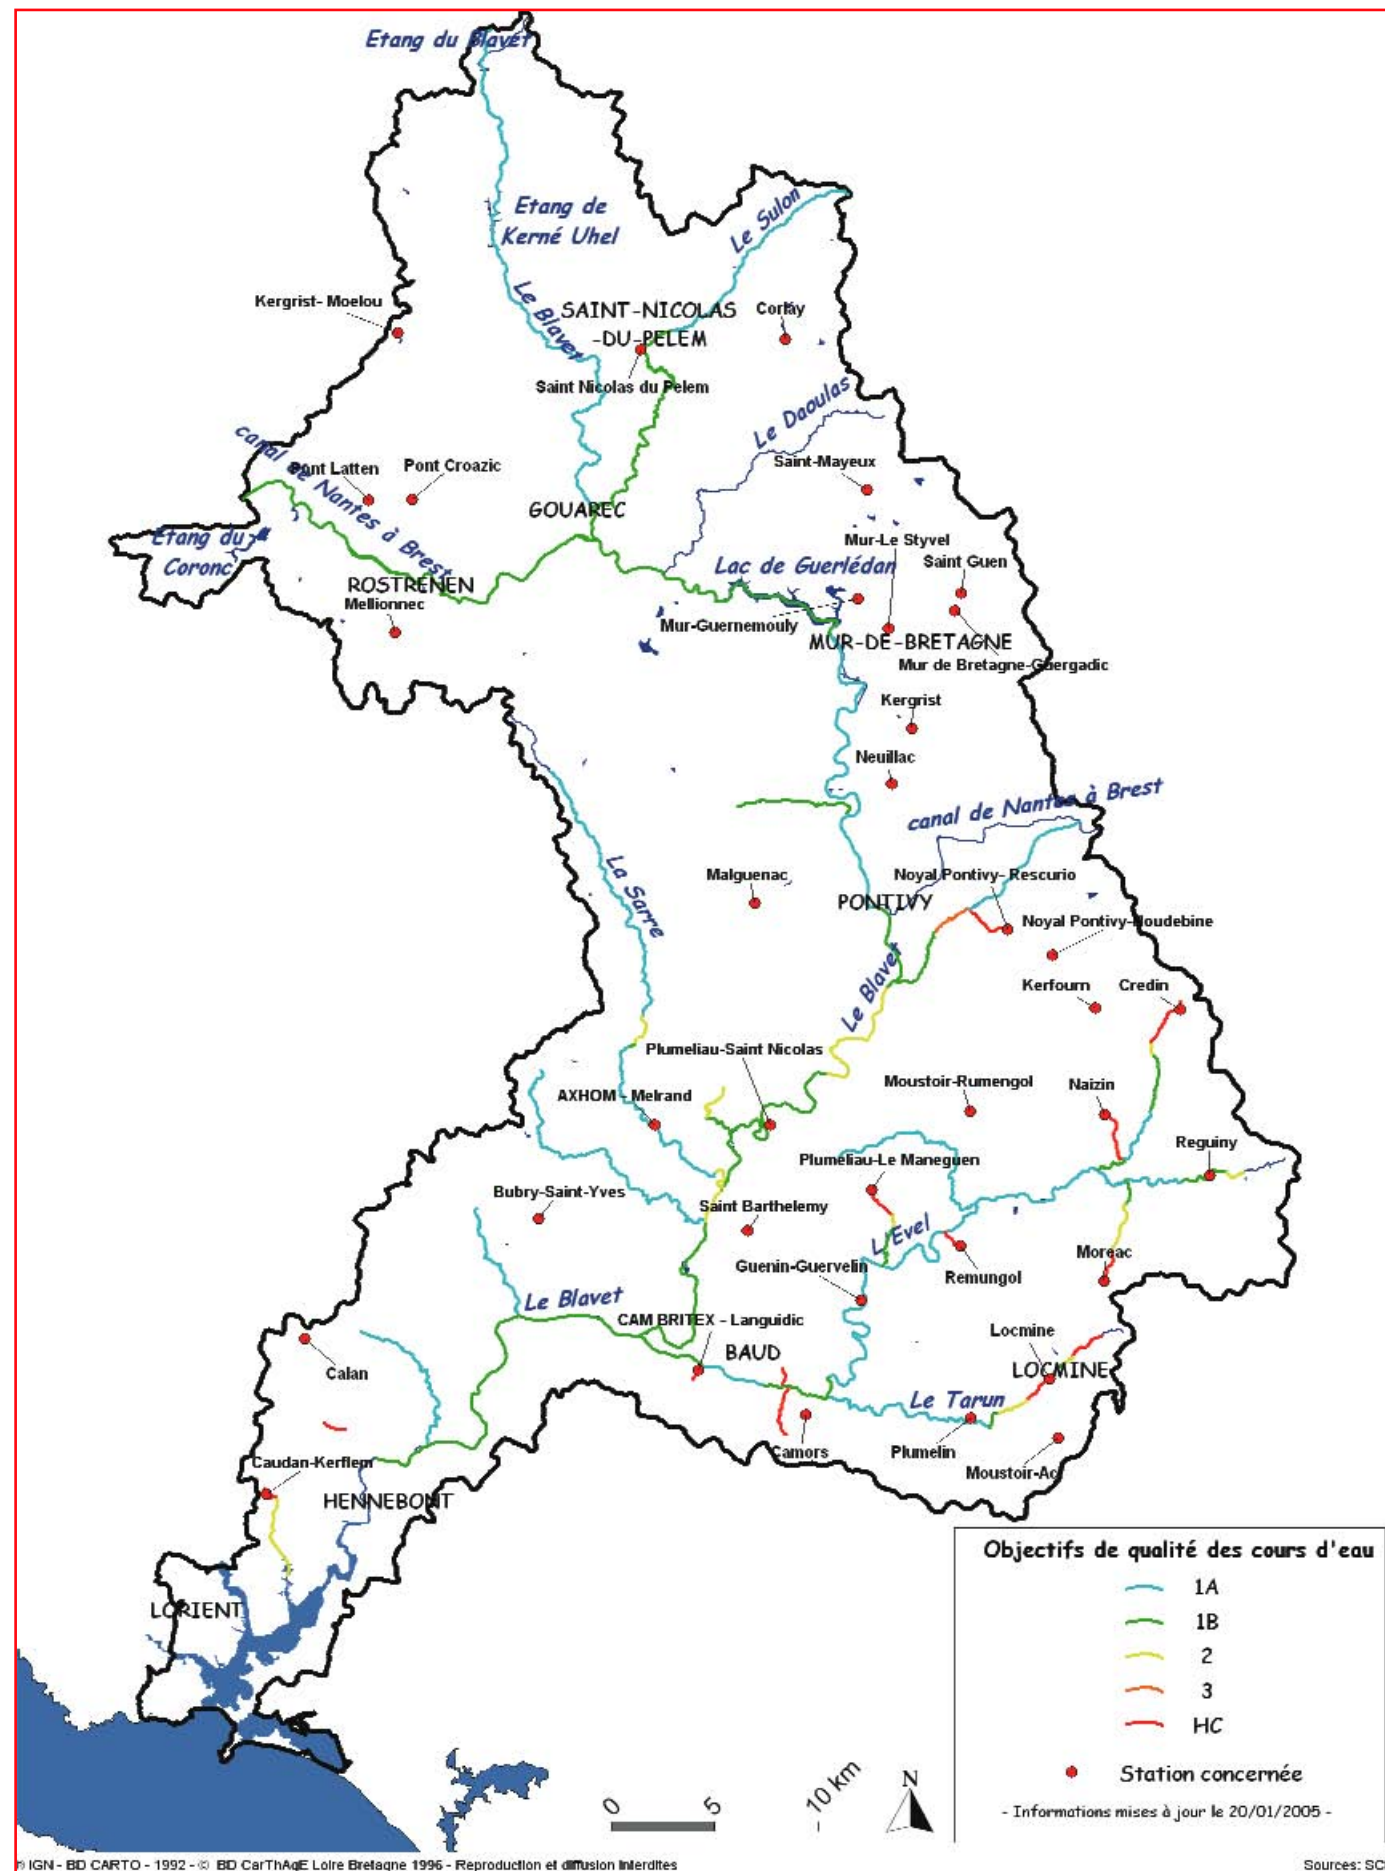 Etang du Blavet
Etang de
Kerné Uhel
Le Sulon
Kergrist- Moelou
Le Blavet
SAINT-NICOLAS
-DU-PELEM
Corlay
Saint Nicolas du Pelem
Le Daoulas
canal de Nantes à Brest
Pont Latten
Pont Croazic
Saint-Mayeux
GOUAREC
Etang du
Coronc
Mur-Le Styvel
Lac de Guerlédan
Saint Guen
ROSTRENEN
Mellionnec
Mur-Guernemouly
MUR-DE-BRETAGNE
Mur de Bretagne-Guergadic
Kergrist
Neuillac
canal de Nantes à Brest
La Sarre
Malguenac
PONTIVY
Noyal Pontivy- Rescurio
Noyal Pontivy-Houdebine
Le Blavet
Kerfourn
Credin
Plumeliau-Saint Nicolas
AXHOM - Melrand
Moustoir-Rumengol
Naizin
Reguiny
Plumeliau-Le Maneguen
Bubry-Saint-Yves
Saint Barthelemy
L'Evel
Guenin-Guervelin
Remungol
Moreac
Le Blavet
CAM BRITEX - Languidic
BAUD
Locmine
LOCMINE
Calan
Le Tarun
Camors
Plumelin
Moustoir-Ac
Caudan-Kerflem
HENNEBONT
LORIENT
Objectifs de qualité des cours d'eau
1A
1B
2
3
HC
Station concernée
- Informations mises à jour le 20/01/2005 -
0 5 10 km
N
© IGN - BD CARTO - 1992 - © BD CarThAgE Loire Bretagne 1996 - Reproduction et diffusion interdites
Sources: SC